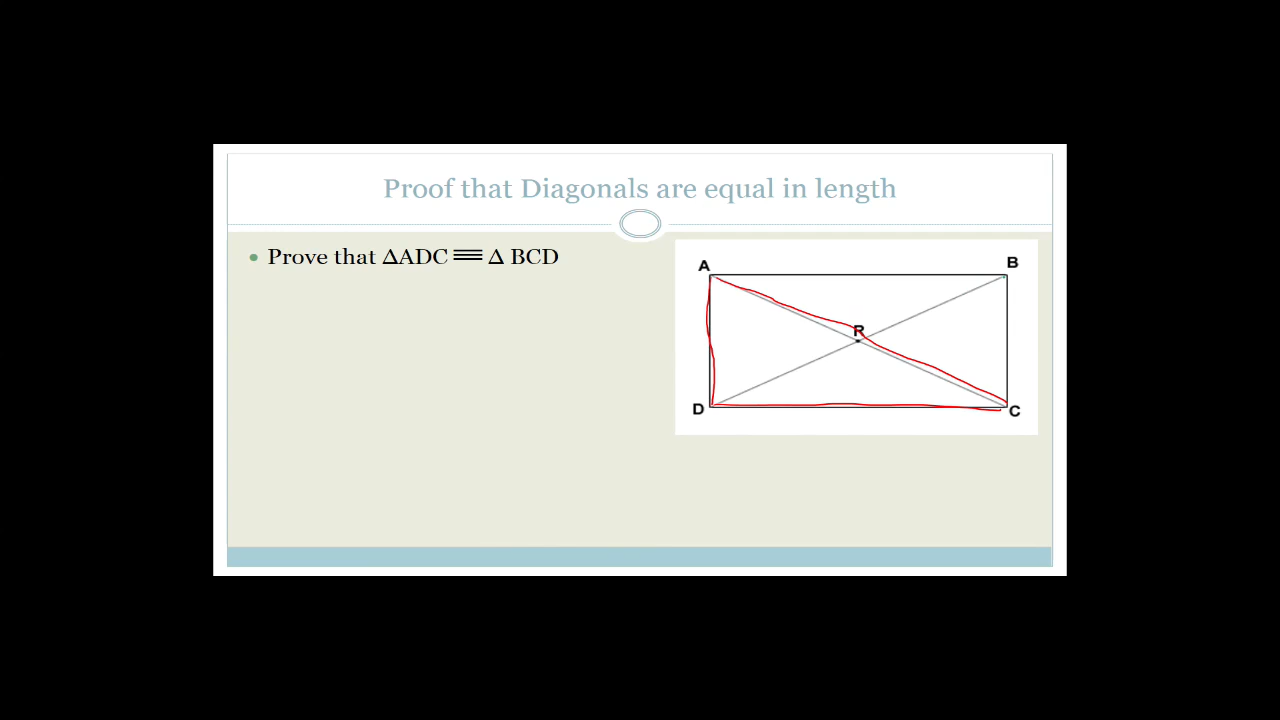 Proof that Diagonals are equal in length
• Prove that ΔADC ≡ Δ BCD
A
B
R
D
C